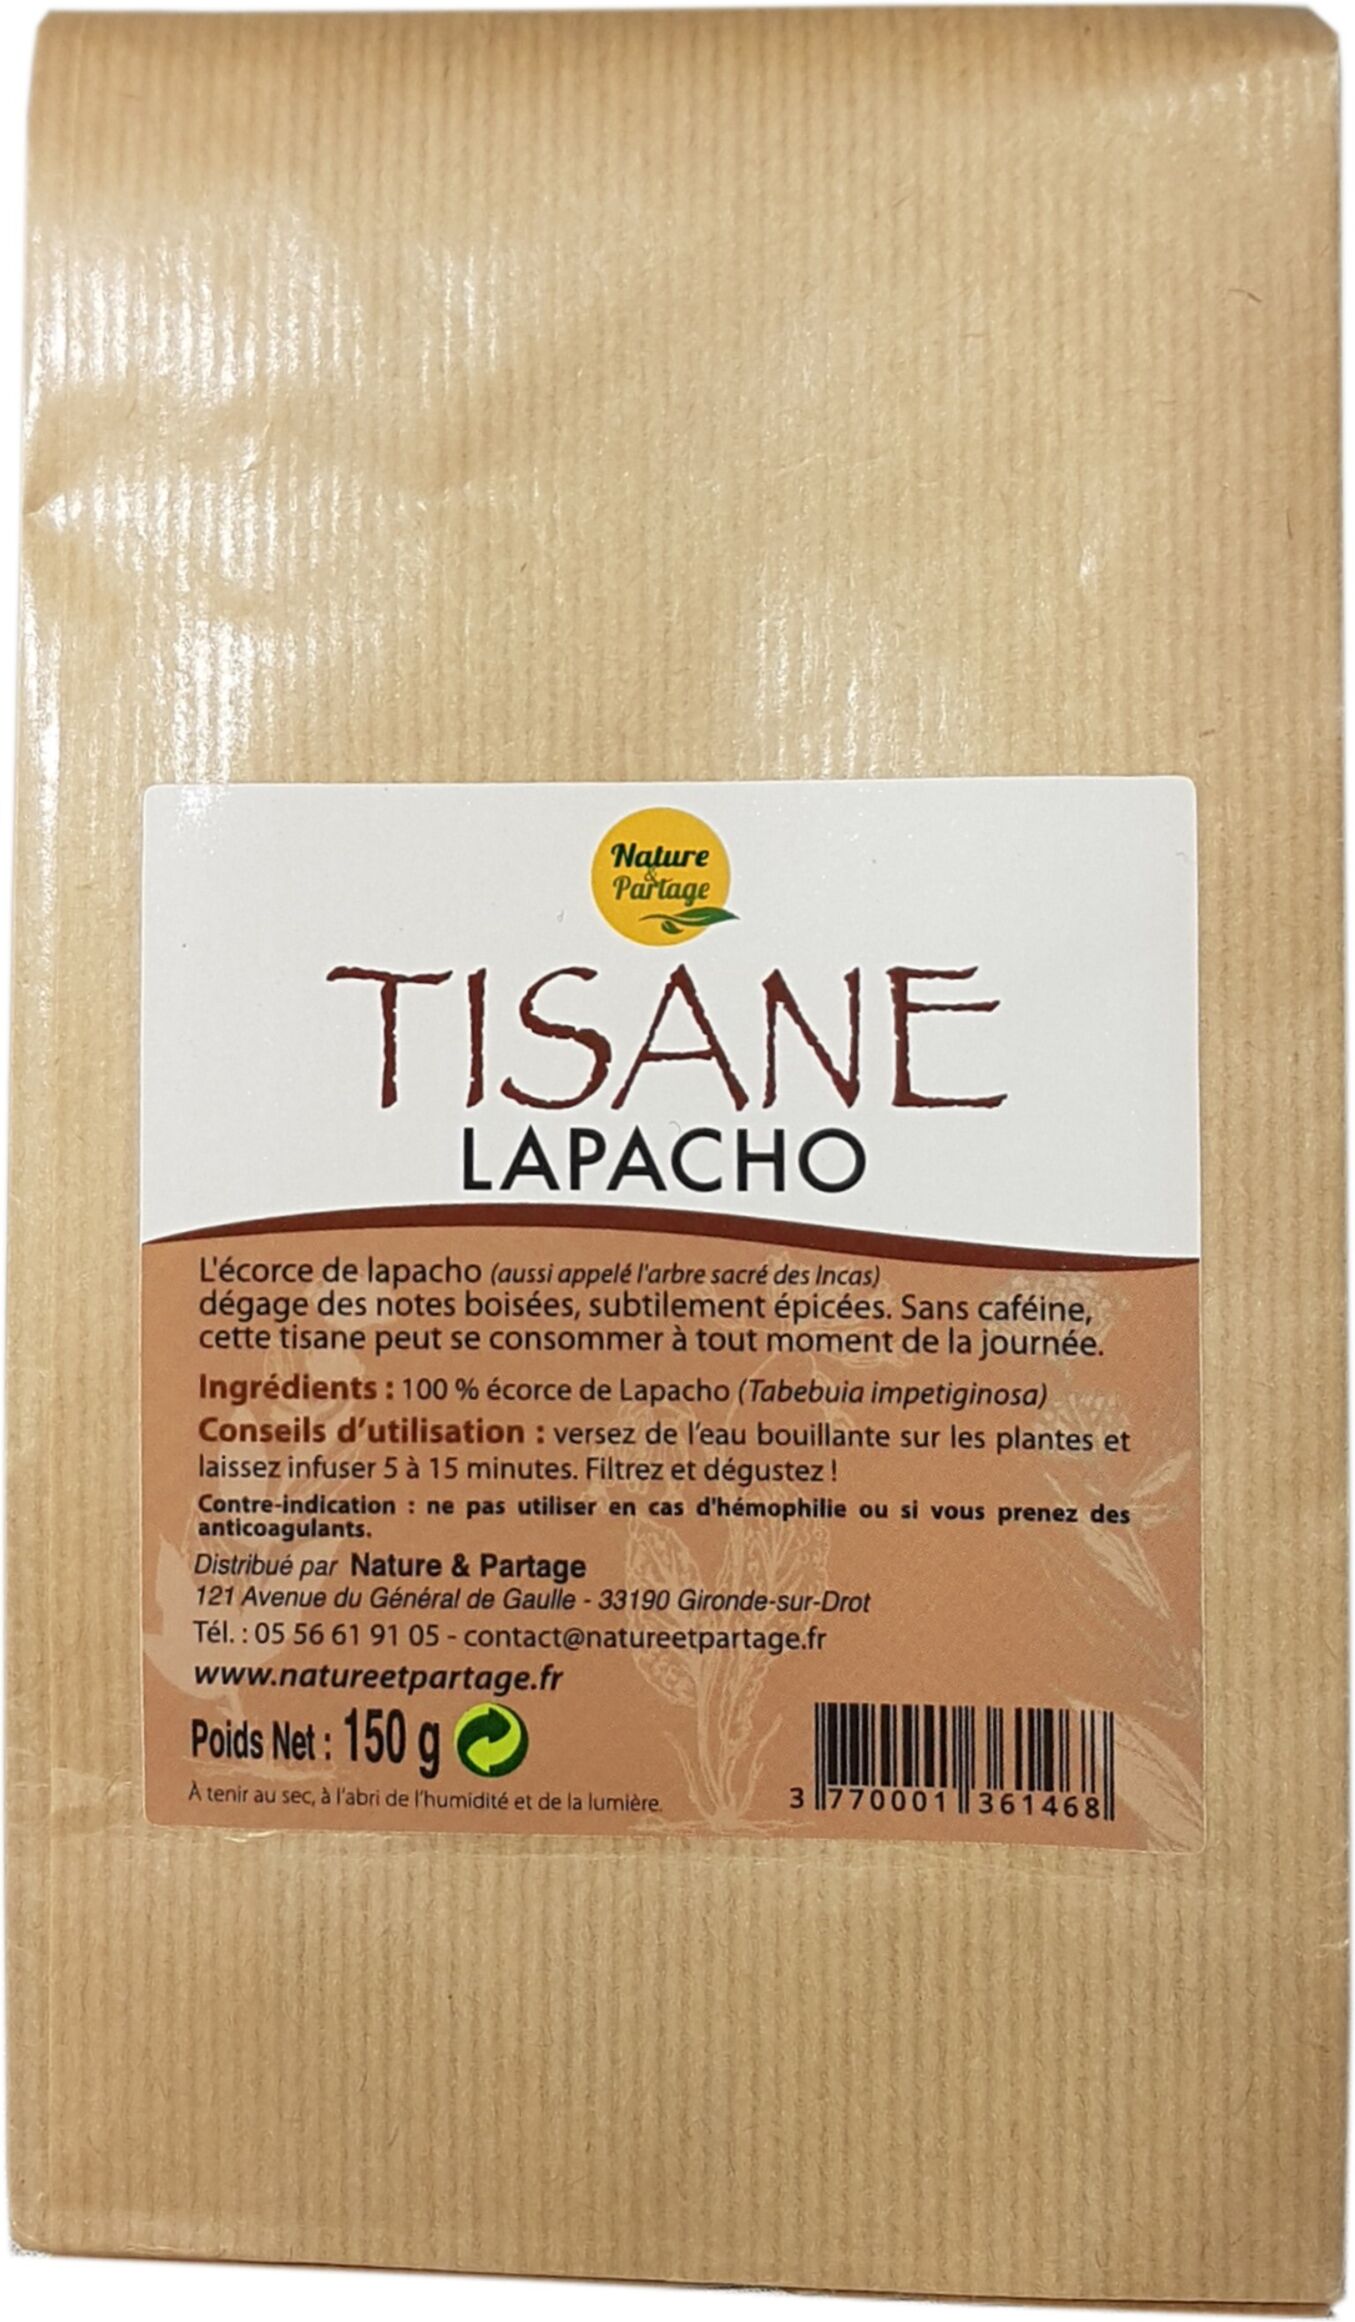 Nature
&
Partage
TISANE
LAPACHO
L'écorce de lapacho (aussi appelé l'arbre sacré des Incas)
dégage des notes boisées, subtilement épicées. Sans caféine,
cette tisane peut se consommer à tout moment de la journée.
Ingrédients : 100 % écorce de Lapacho (Tabebuia impetiginosa)
Conseils d'utilisation : versez de l'eau bouillante sur les plantes et
laissez infuser 5 à 15 minutes. Filtrez et dégustez !
Contre-indication : ne pas utiliser en cas d'hémophilie ou si vous prenez des
anticoagulants.
Distribué par Nature & Partage
121 Avenue du Général de Gaulle - 33190 Gironde-sur-Drot
Tél. : 05 56 61 91 05 - contact@natureetpartage.fr
www.natureetpartage.fr
Poids Net : 150 g
À tenir au sec, à l'abri de l'humidité et de la lumière.
3 770001 361468